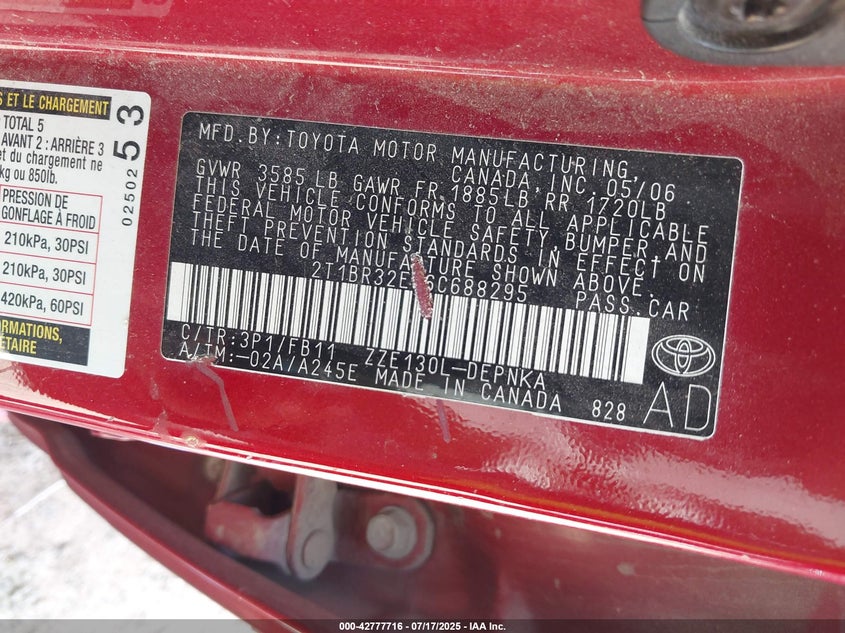 S ET LE CHARGEMENT
TOTAL 5
AVANT 2 : ARRIÈRE 3
et du chargement ne
kg ou 850lb.
PRESSION DE
GONFLAGE À FROID
210kPa, 30PSI
210kPa, 30PSI
420kPa, 60PSI
FORMATIONS,
ÉTAIRE
02502
53
MFD.BY:TOYOTA MOTOR MANUFACTURING,
CANADA, INC. 05/06
GVWR 3585 LB GAWR FR 1885LB, RR 1720LB
THIS VEHICLE CONFORMS TO ALL APPLICABLE
FEDERAL MOTOR VEHICLE SAFETY, BUMPER, AND
THEFT PREVENTION STANDARDS IN EFFECT ON
THE DATE OF MANUFACTURE SHOWN ABOVE.
PASS.CAR
C/TR:3P1/FB11 ZZE130L-DEPNKA
A/TM:-02A/A245E MADE IN CANADA 828
AD
TOYOTA
000-42777716 - 07/17/2025 - IAA Inc.